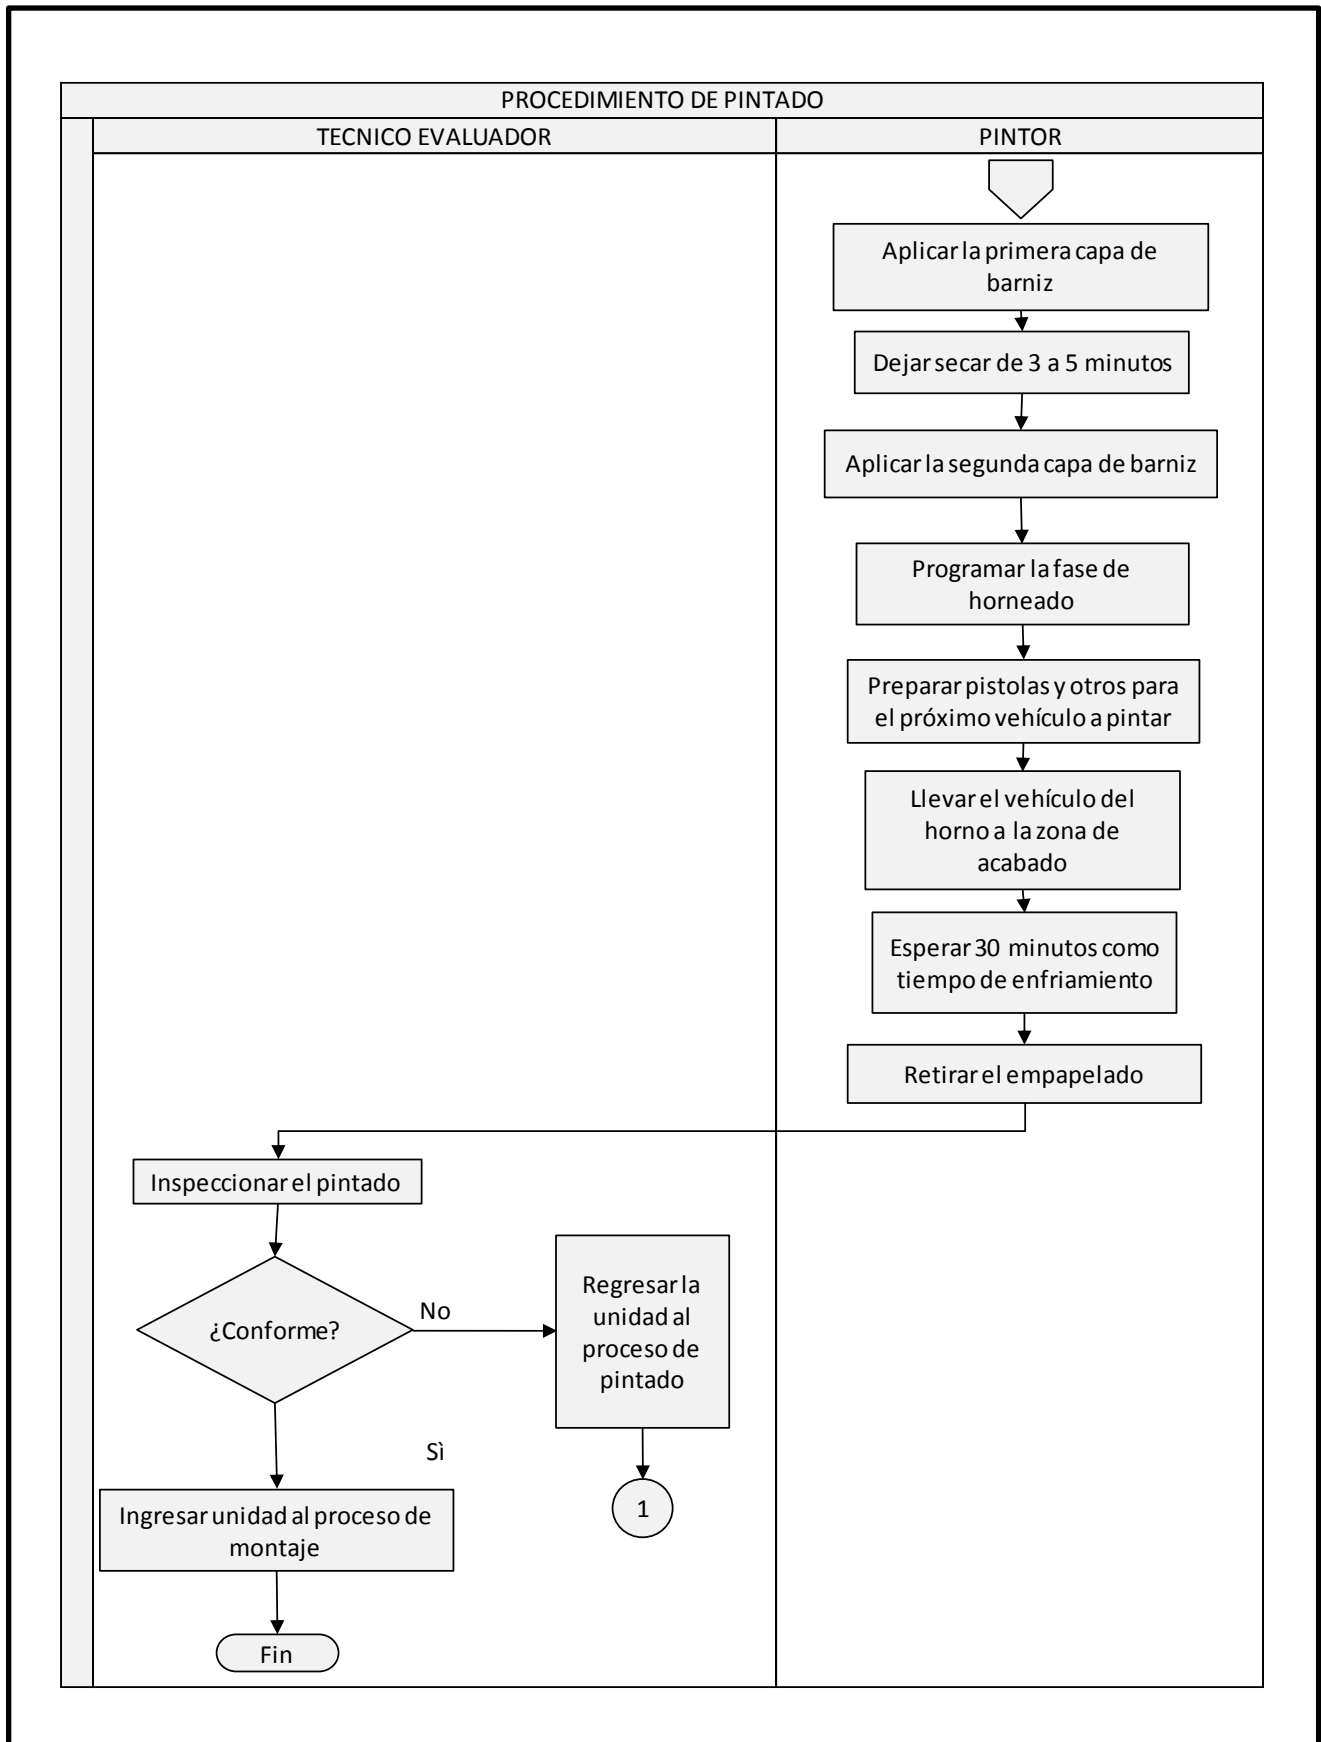 PROCEDIMIENTO DE PINTADO
TECNICO EVALUADOR
PINTOR
Aplicar la primera capa de
barniz
Dejar secar de 3 a 5 minutos
Aplicar la segunda capa de barniz
Programar la fase de
horneado
Preparar pistolas y otros para
el próximo vehículo a pintar
Llevar el vehículo del
horno a la zona de
acabado
Esperar 30 minutos como
tiempo de enfriamiento
Retirar el empapelado
Inspeccionar el pintado
¿Conforme?
No
Regresar la
unidad al
proceso de
pintado
Sì
1
Ingresar unidad al proceso de
montaje
Fin